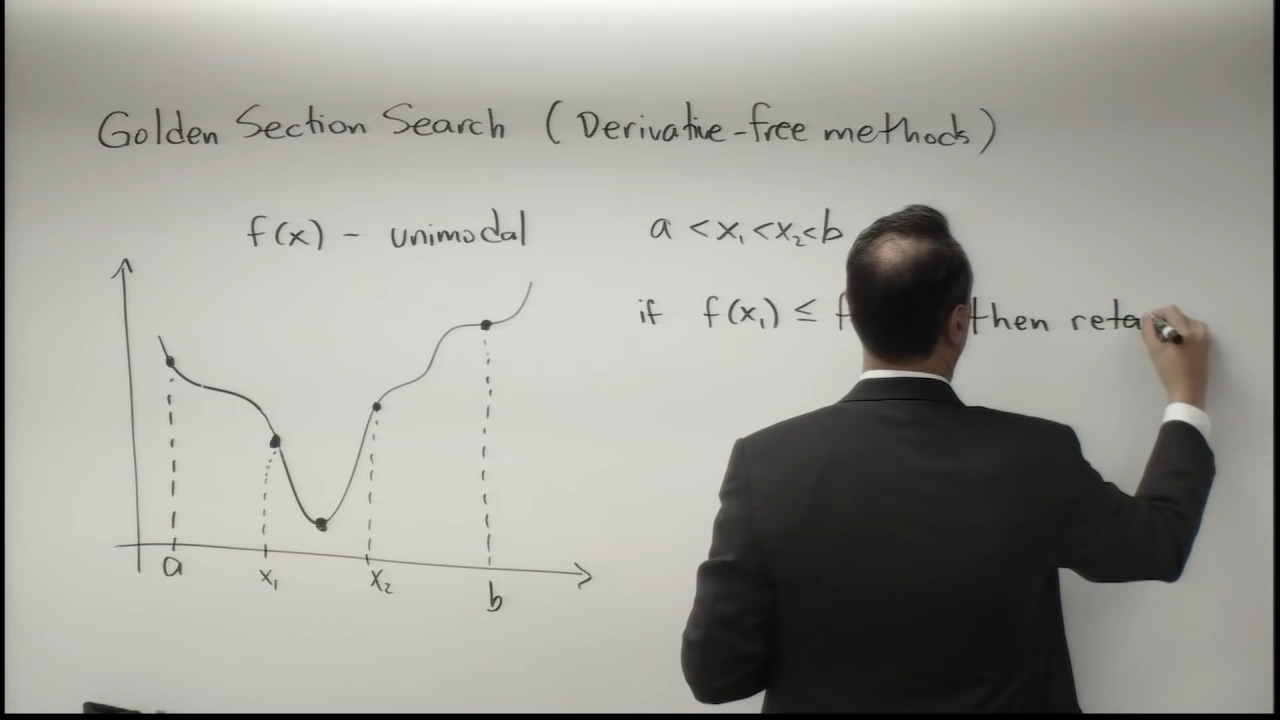 Golden Section Search (Derivative-free methods)
f(x) - unimodal
a < x₁ < x₂ < b
if f(x₁) ≤ f then reta
a
x₁
x₂
b